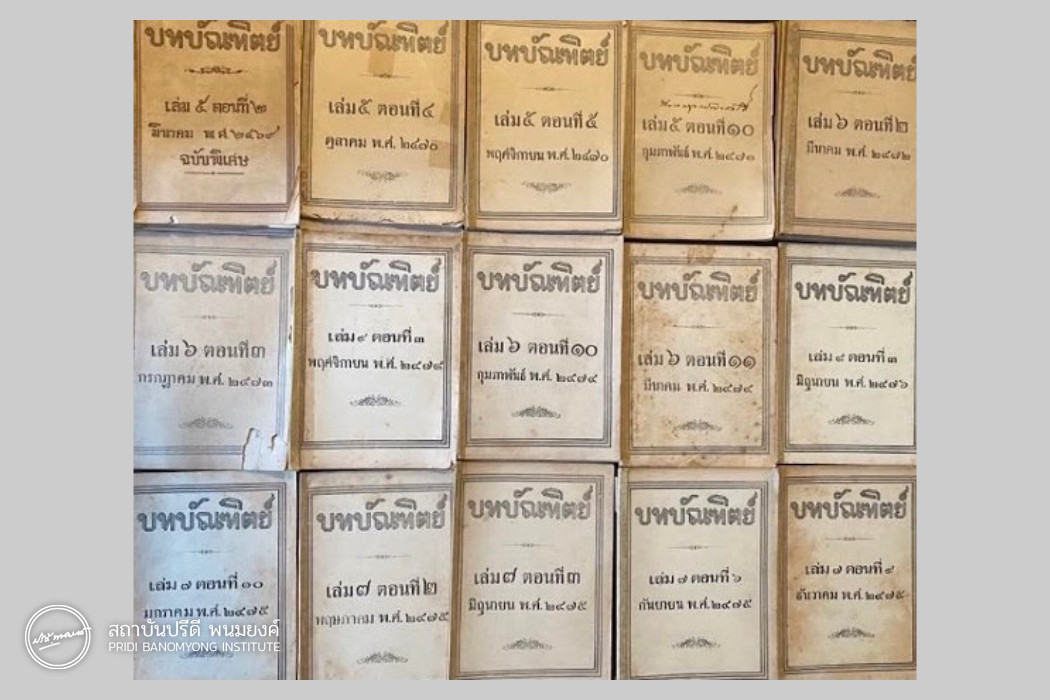 บทบัณฑิตย์
เล่ม ๕ ตอนที่ ๒
มีนาคม พ.ศ. ๒๔๖๙
ฉบับพิเศษ
บทบัณฑิตย์
เล่ม ๕ ตอนที่ ๔
ตุลาคม พ.ศ. ๒๔๗๐
บทบัณฑิตย์
เล่ม ๕ ตอนที่ ๕
พฤศจิกายน พ.ศ. ๒๔๗๐
บทบัณฑิตย์
เล่ม ๕ ตอนที่ ๑๐
กุมภาพันธ์ พ.ศ. ๒๔๗๑
บทบัณฑิตย์
เล่ม ๖ ตอนที่ ๒
มีนาคม พ.ศ. ๒๔๗๒
บทบัณฑิตย์
เล่ม ๖ ตอนที่ ๓
กรกฎาคม พ.ศ. ๒๔๗๓
บทบัณฑิตย์
ตอนที่ ๓
พฤศจิกายน พ.ศ.
บทบัณฑิตย์
เล่ม ๖ ตอนที่ ๑๐
กุมภาพันธ์ พ.ศ. ๒๔๗๔
บทบัณฑิตย์
เล่ม ๖ ตอนที่ ๑๑
มีนาคม พ.ศ. ๒๔๗๔
บทบัณฑิตย์
เล่ม ๘ ตอนที่ ๓
มิถุนายน พ.ศ. ๒๔๗๖
บทบัณฑิตย์
เล่ม ๗ ตอนที่ ๑๐
มกราคม พ.ศ. ๒๔๗๕
บทบัณฑิตย์
เล่ม ๗ ตอนที่ ๒
พฤษภาคม พ.ศ. ๒๔๗๕
บทบัณฑิตย์
เล่ม ๗ ตอนที่ ๓
มิถุนายน พ.ศ. ๒๔๗๕
บทบัณฑิตย์
เล่ม ๗ ตอนที่ ๖
กันยายน พ.ศ. ๒๔๗๕
บทบัณฑิตย์
เล่ม ๗ ตอนที่ ๙
ธันวาคม พ.ศ. ๒๔๗๕
สถาบันปรีดี พนมยงค์
PRIDI BANOMYONG INSTITUTE